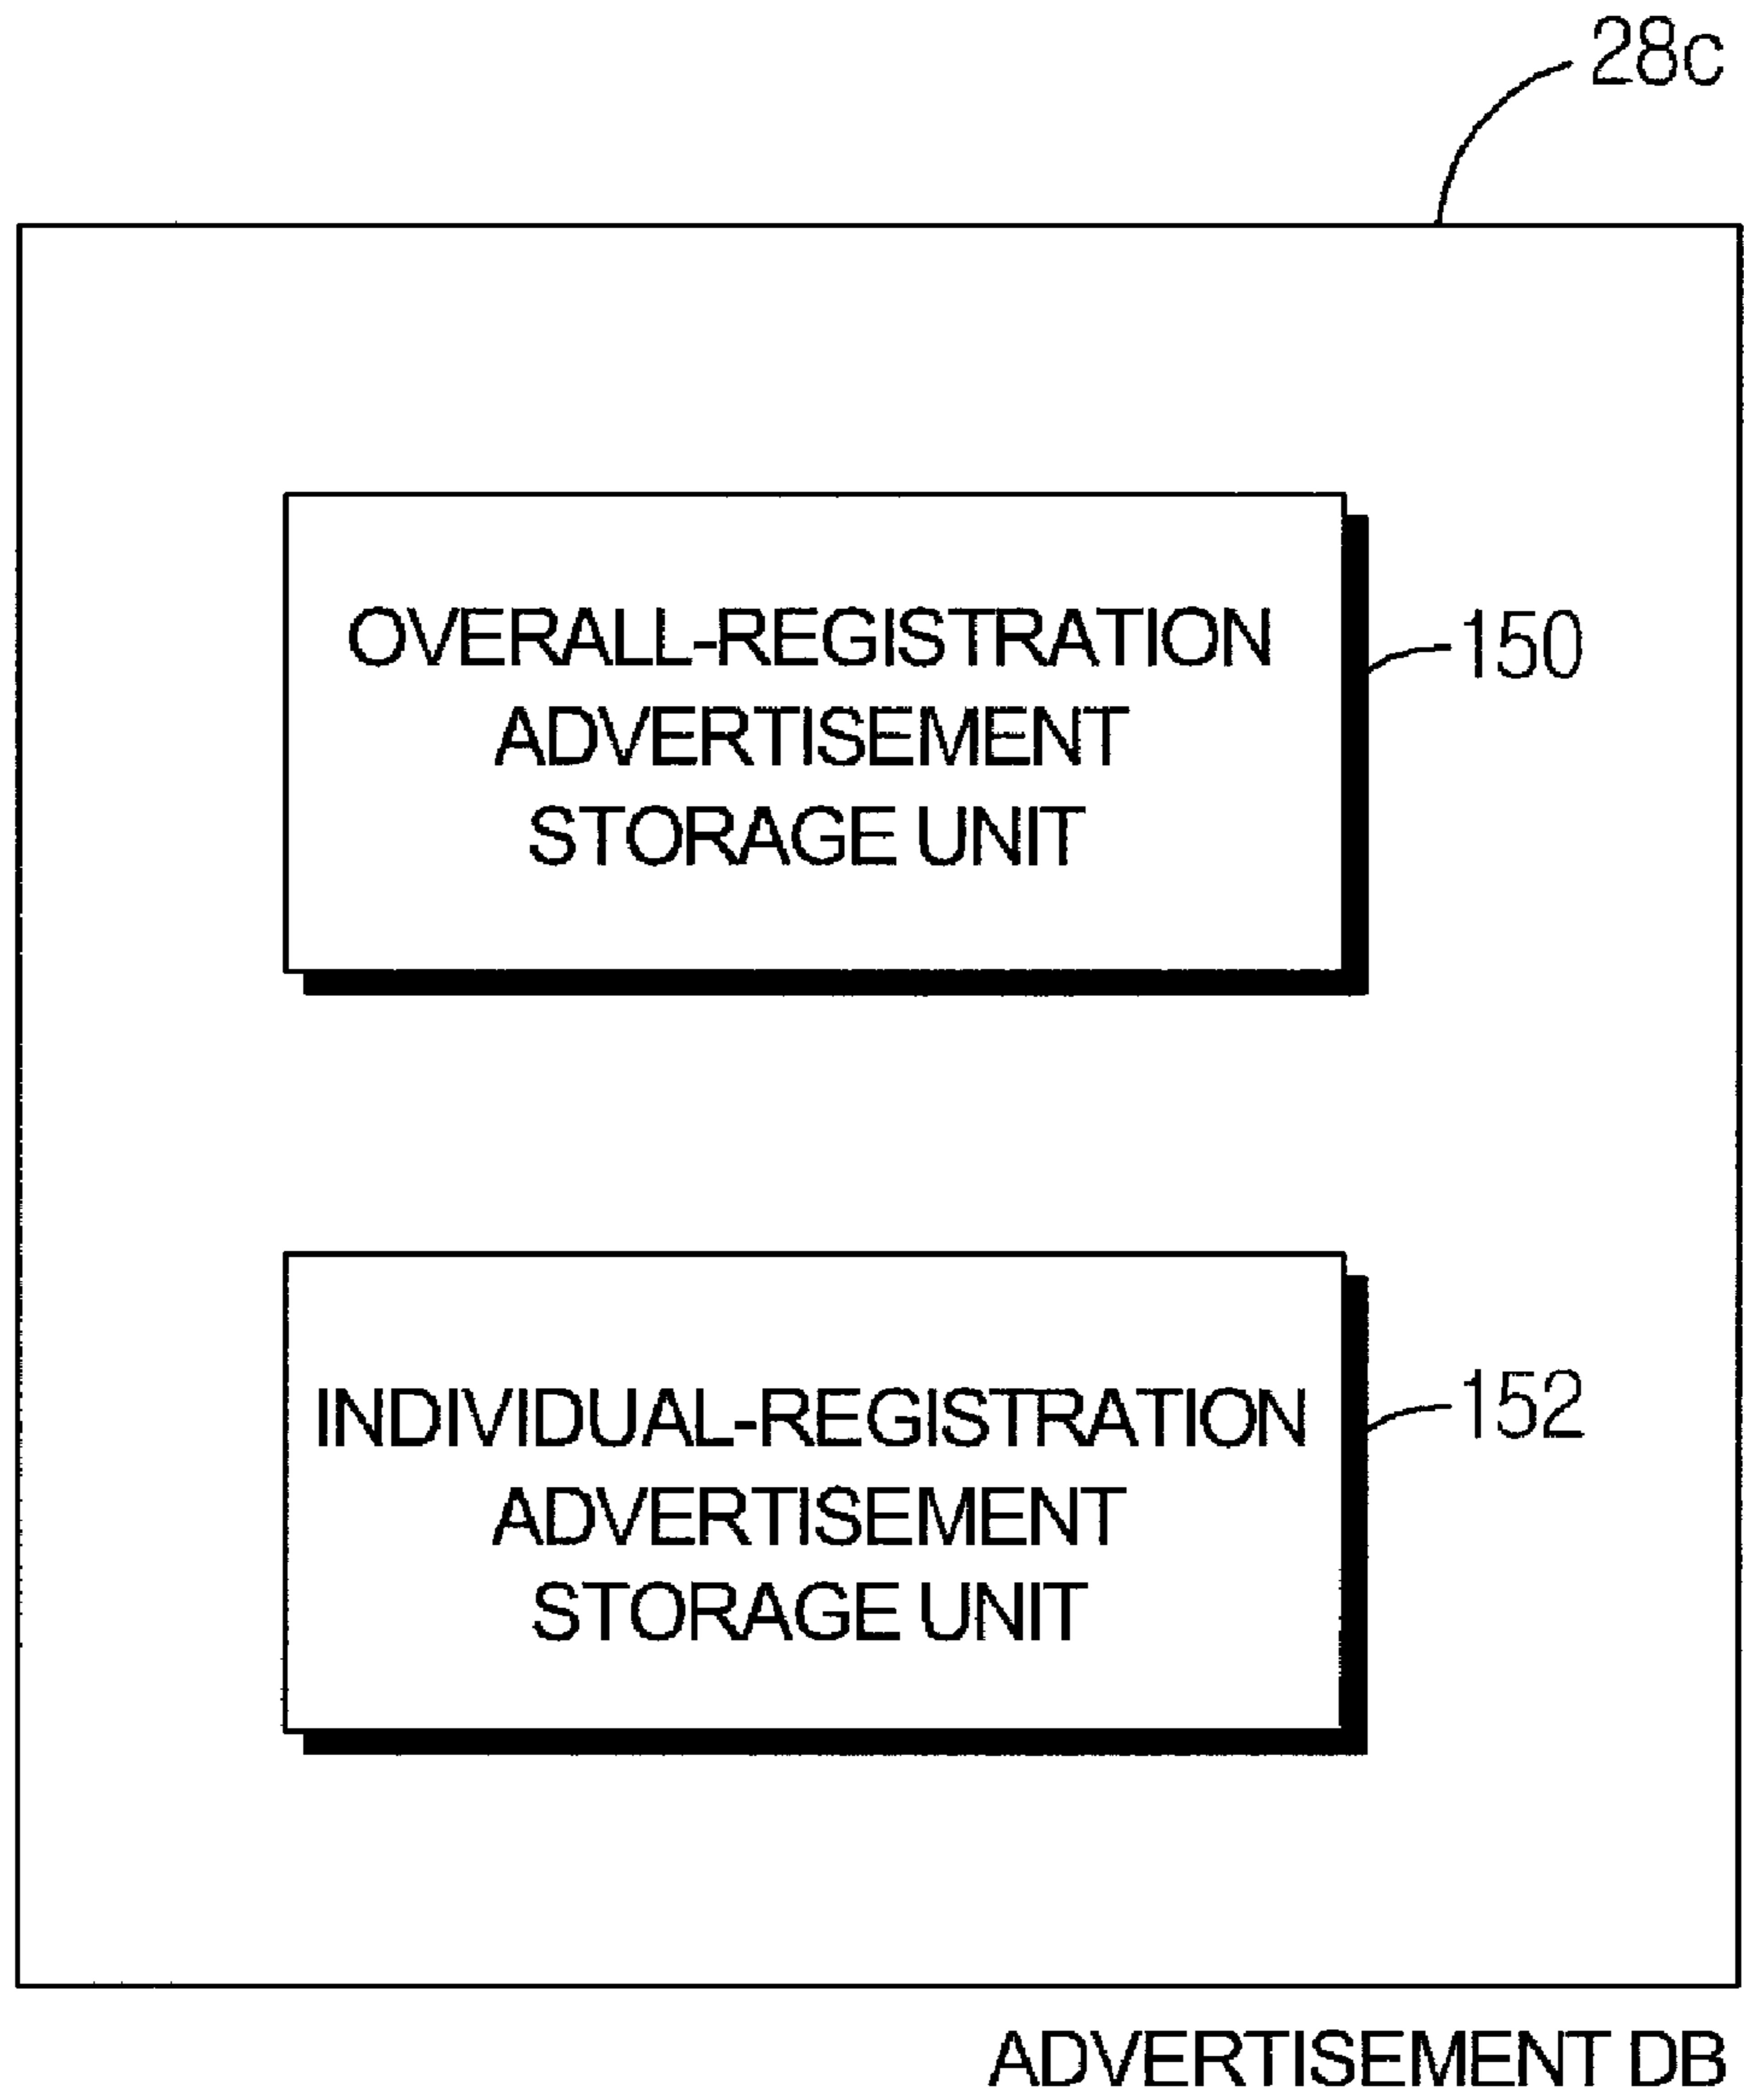 28c
OVERALL-REGISTRATION
ADVERTISEMENT
STORAGE UNIT
150
INDIVIDUAL-REGISTRATION
ADVERTISEMENT
STORAGE UNIT
152
ADVERTISEMENT DB